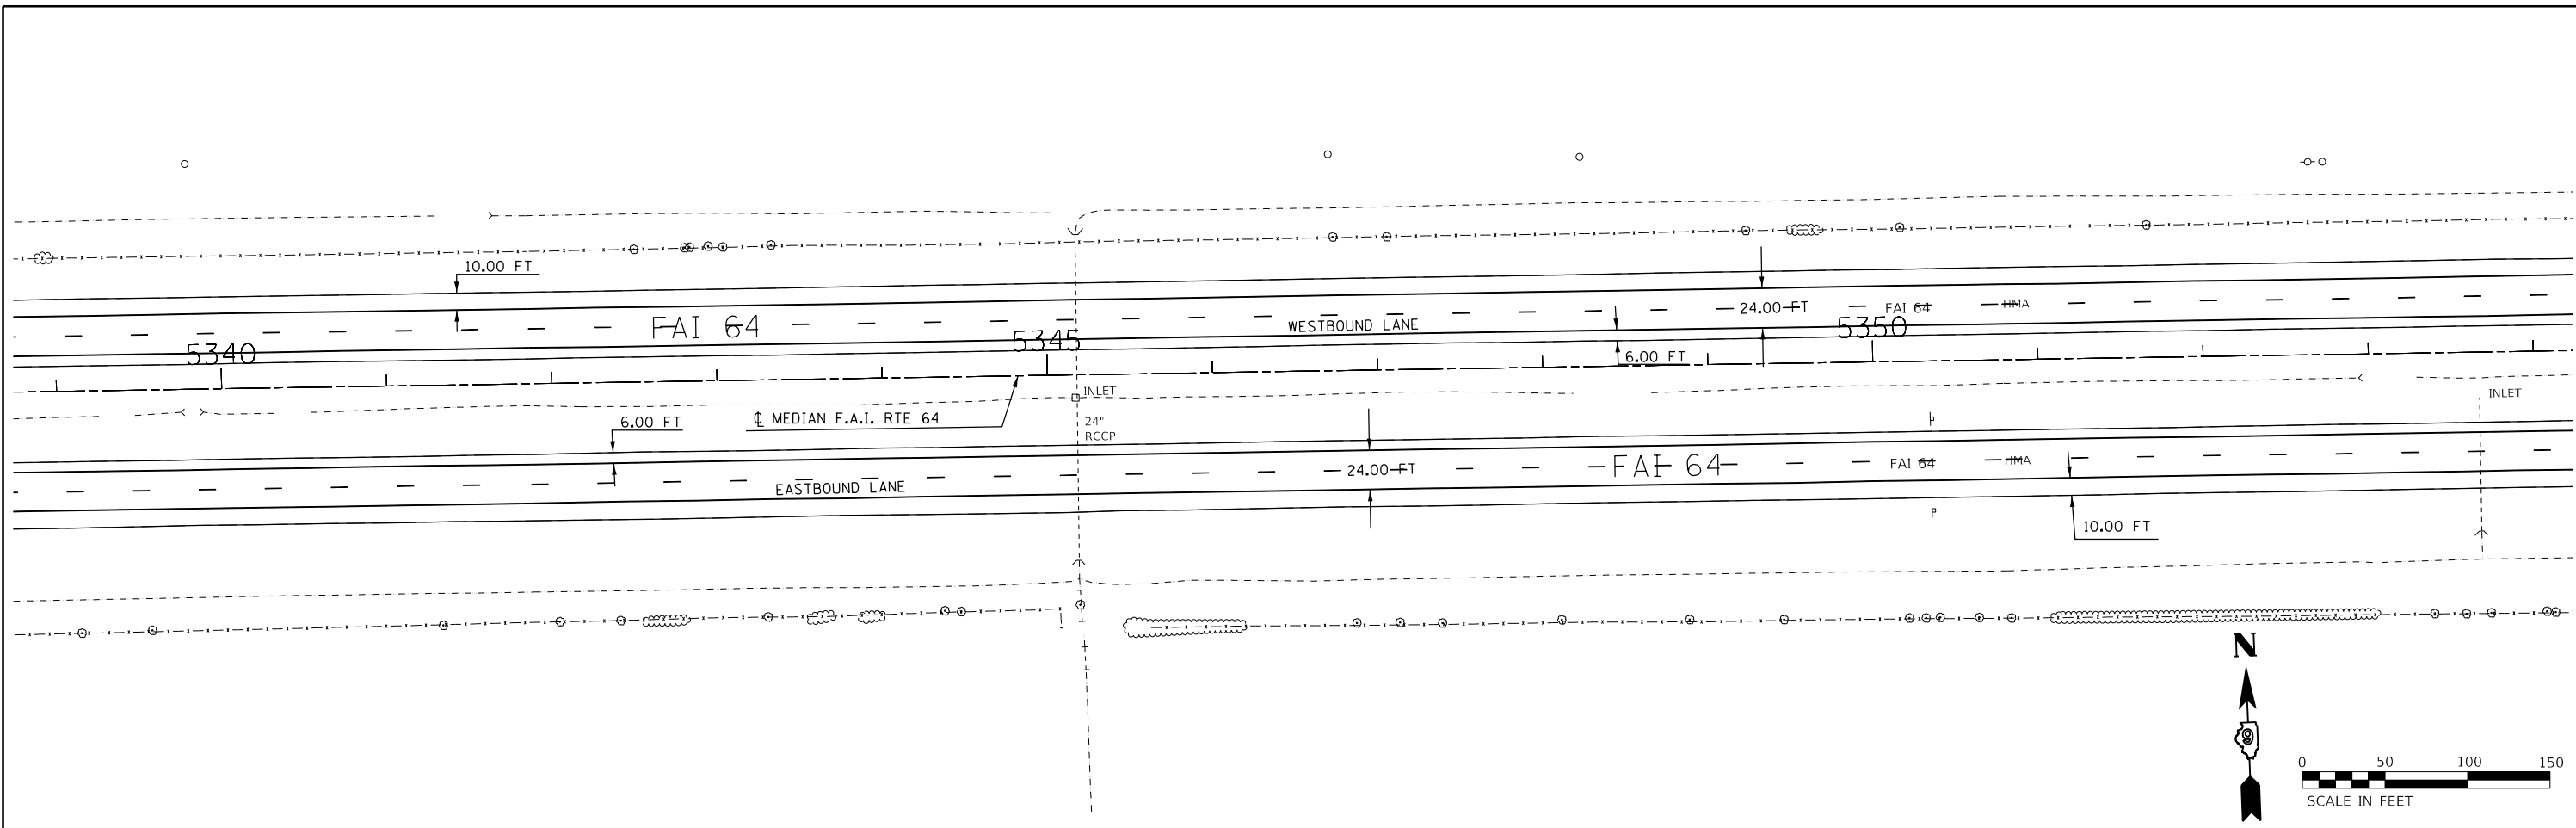 10.00 FT
24.00 FT
FAI 64
HMA
FAI 64
WESTBOUND LANE
5340
5345
5350
6.00 FT
INLET
INLET
6.00 FT
℄ MEDIAN F.A.I. RTE 64
24"
RCCP
24.00 FT
FAI 64
FAI 64
HMA
EASTBOUND LANE
10.00 FT
N
9
0 50 100 150
SCALE IN FEET